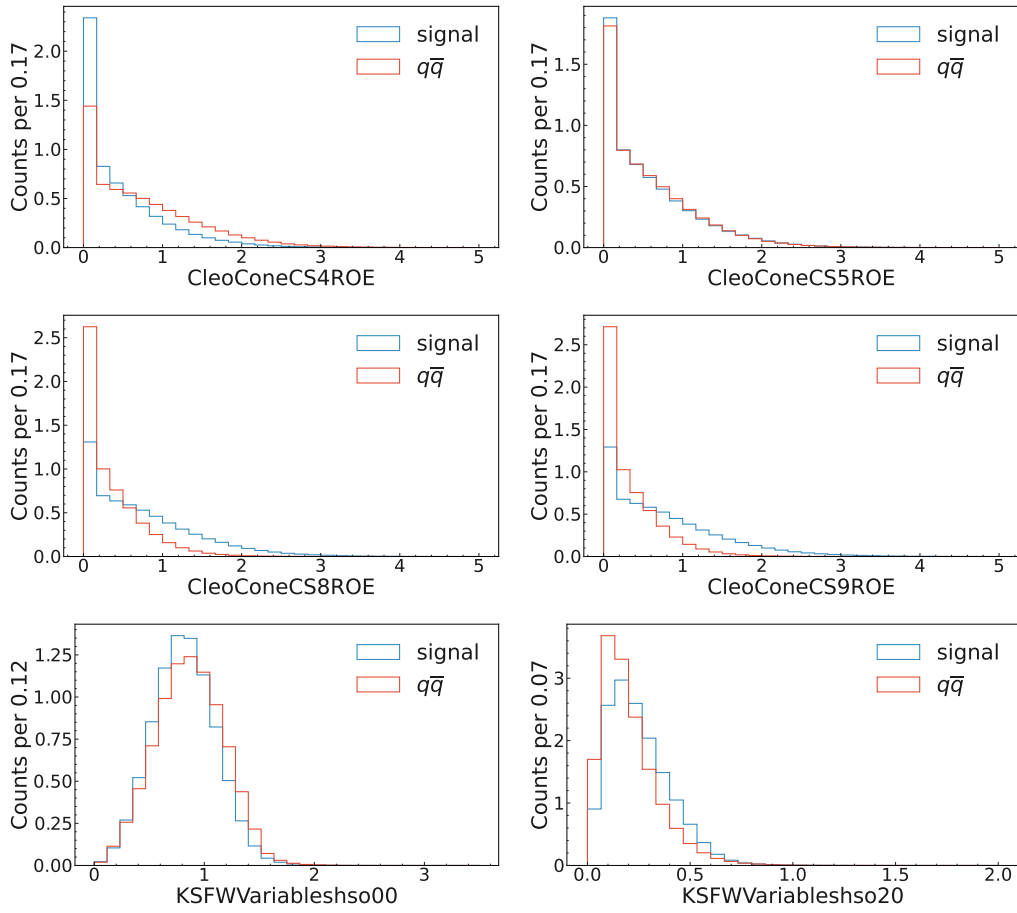 Counts per 0.17
2.0
1.5
1.0
0.5
0.0
signal
qq̅
0 1 2 3 4 5
CleoConeCS4ROE
Counts per 0.17
1.5
1.0
0.5
0.0
signal
qq̅
0 1 2 3 4 5
CleoConeCS5ROE
Counts per 0.17
2.5
2.0
1.5
1.0
0.5
0.0
signal
qq̅
0 1 2 3 4 5
CleoConeCS8ROE
Counts per 0.17
2.5
2.0
1.5
1.0
0.5
0.0
signal
qq̅
0 1 2 3 4 5
CleoConeCS9ROE
Counts per 0.12
1.25
1.00
0.75
0.50
0.25
0.00
signal
qq̅
0 1 2 3
KSFWVariableshso00
Counts per 0.07
3
2
1
0
signal
qq̅
0.0 0.5 1.0 1.5 2.0
KSFWVariableshso20